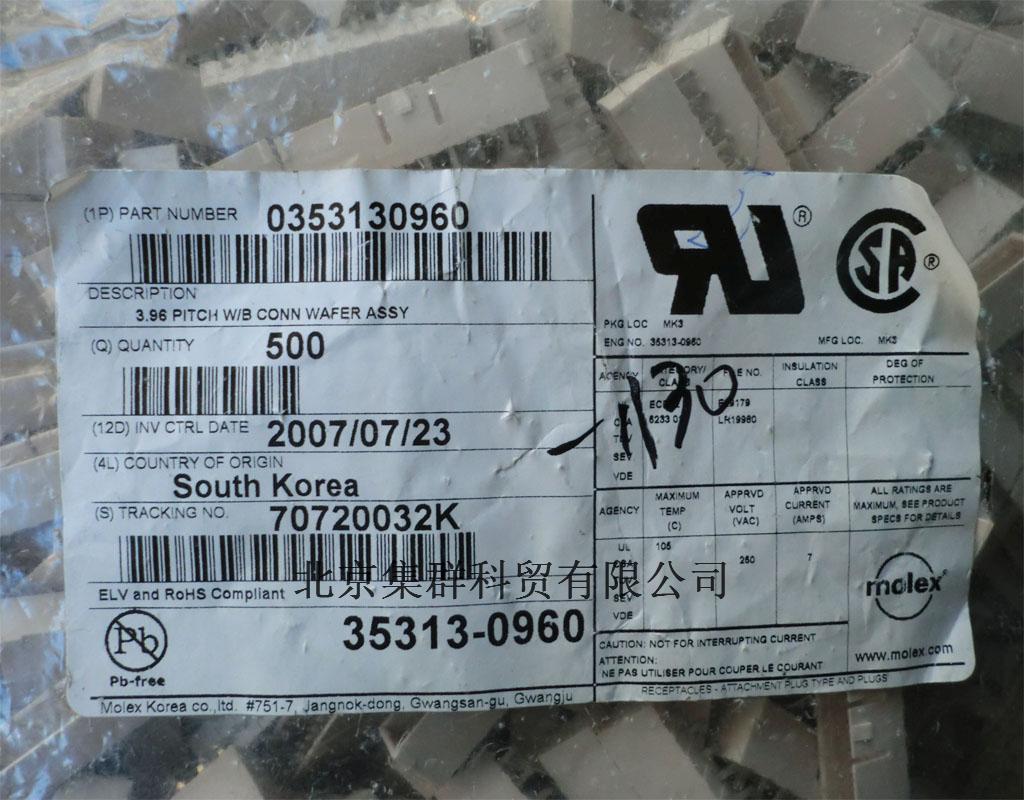 (1P) PART NUMBER 0353130960
DESCRIPTION
3.96 PITCH W/B CONN WAFER ASSY
(Q) QUANTITY 500
(12D) INV CTRL DATE 2007/07/23
(4L) COUNTRY OF ORIGIN
South Korea
(S) TRACKING NO. 70720032K
ELV and RoHS Compliant
35313-0960
Pb
Pb-free
Molex Korea co.,ltd. #751-7, Jangnok-dong, Gwangsan-gu, Gwangju
RU ®
CSA ®
PKG LOC MK3
ENG NO. 35313-0960 MFG LOC. MK3
AGENCY CLASS NO. INSULATION CLASS DEG OF PROTECTION
LR19980
VDE
1130
AGENCY MAXIMUM TEMP (C) APPRVD VOLT (VAC) APPRVD CURRENT (AMPS) ALL RATINGS ARE MAXIMUM, SEE PRODUCT SPECS FOR DETAILS
UL 105
250 7
VDE
molex
CAUTION: NOT FOR INTERRUPTING CURRENT
ATTENTION:
NE PAS UTILISER POUR COUPER LE COURANT
www.molex.com
RECEPTACLES - ATTACHMENT PLUG TYPE AND PLUGS
北京集群科贸有限公司